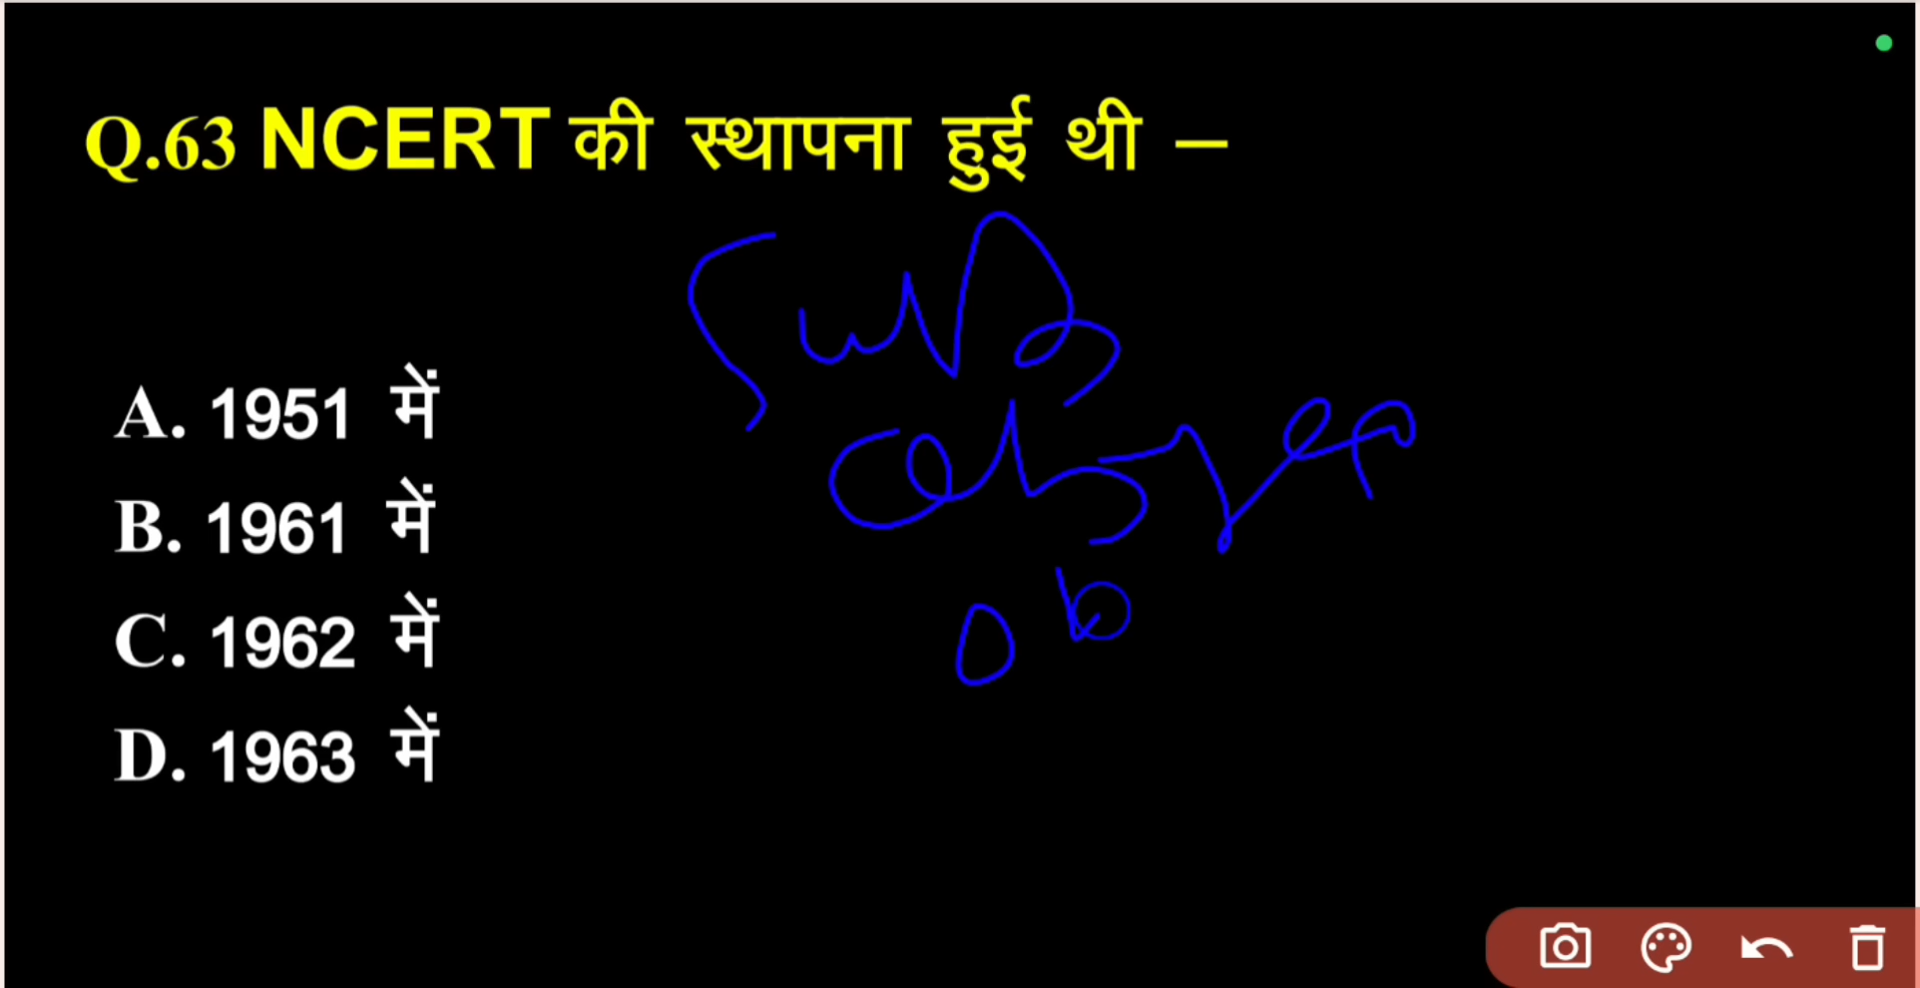 Q.63 NCERT की स्थापना हुई थी –
A. 1951 में
B. 1961 में
C. 1962 में
D. 1963 में